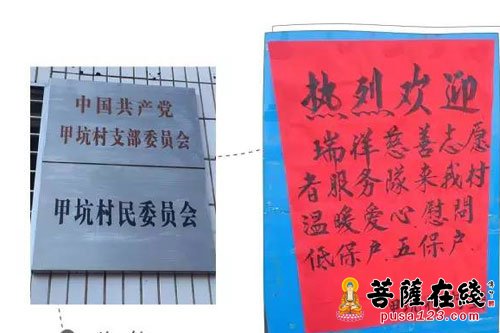 中国共产党
甲坑村支部委员会
甲坑村民委员会
热烈欢迎
瑞祥慈善志愿
者服务队来我村
温暖爱心慰問
低保户.五保户.
菩薩在線
pusa123.com